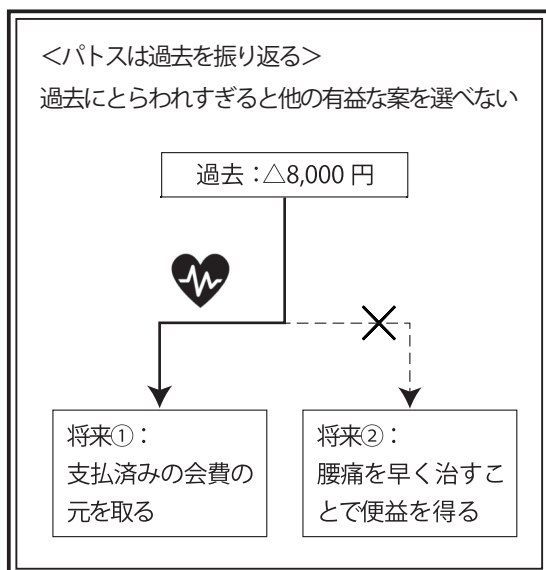 ＜パトスは過去を振り返る＞
過去にとらわれすぎると他の有益な案を選べない
過去：△8,000 円
将来①：
支払済みの会費の
元を取る
将来②：
腰痛を早く治すこ
とで便益を得る